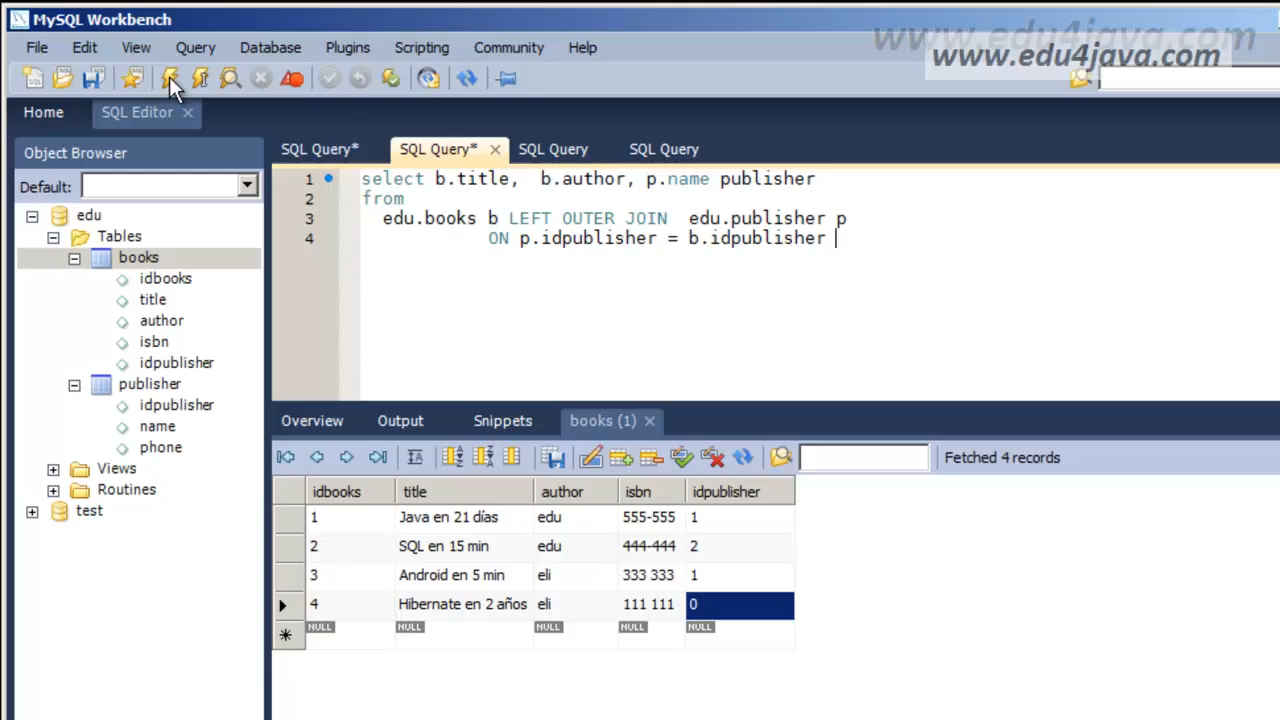 MySQL Workbench
www.edu4java.com
www.edu4java.com
File Edit View Query Database Plugins Scripting Community Help
Home SQL Editor
Object Browser
Default:
edu
Tables
books
idbooks
title
author
isbn
idpublisher
publisher
idpublisher
name
phone
Views
Routines
test
SQL Query* SQL Query* SQL Query SQL Query
1 select b.title,  b.author, p.name publisher
2 from
3 edu.books b LEFT OUTER JOIN  edu.publisher p
4 ON p.idpublisher = b.idpublisher
Overview Output Snippets books (1)
Fetched 4 records
idbooks title author isbn idpublisher
1 Java en 21 días edu 555-555 1
2 SQL en 15 min edu 444-444 2
3 Android en 5 min eli 333 333 1
4 Hibernate en 2 años eli 111 111 0
NULL NULL NULL NULL NULL